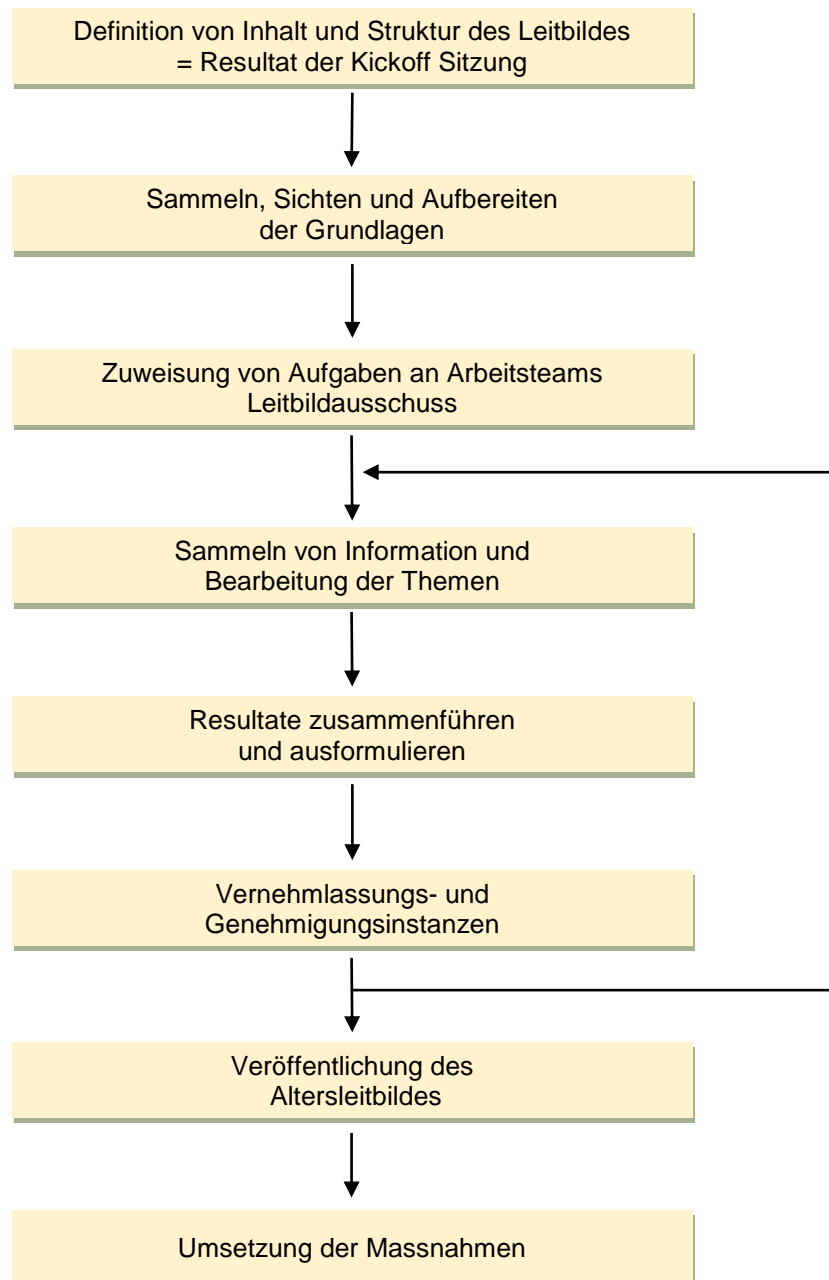 Definition von Inhalt und Struktur des Leitbildes
= Resultat der Kickoff Sitzung
Sammeln, Sichten und Aufbereiten
der Grundlagen
Zuweisung von Aufgaben an Arbeitsteams
Leitbildausschuss
Sammeln von Information und
Bearbeitung der Themen
Resultate zusammenführen
und ausformulieren
Vernehmlassungs- und
Genehmigungsinstanzen
Veröffentlichung des
Altersleitbildes
Umsetzung der Massnahmen